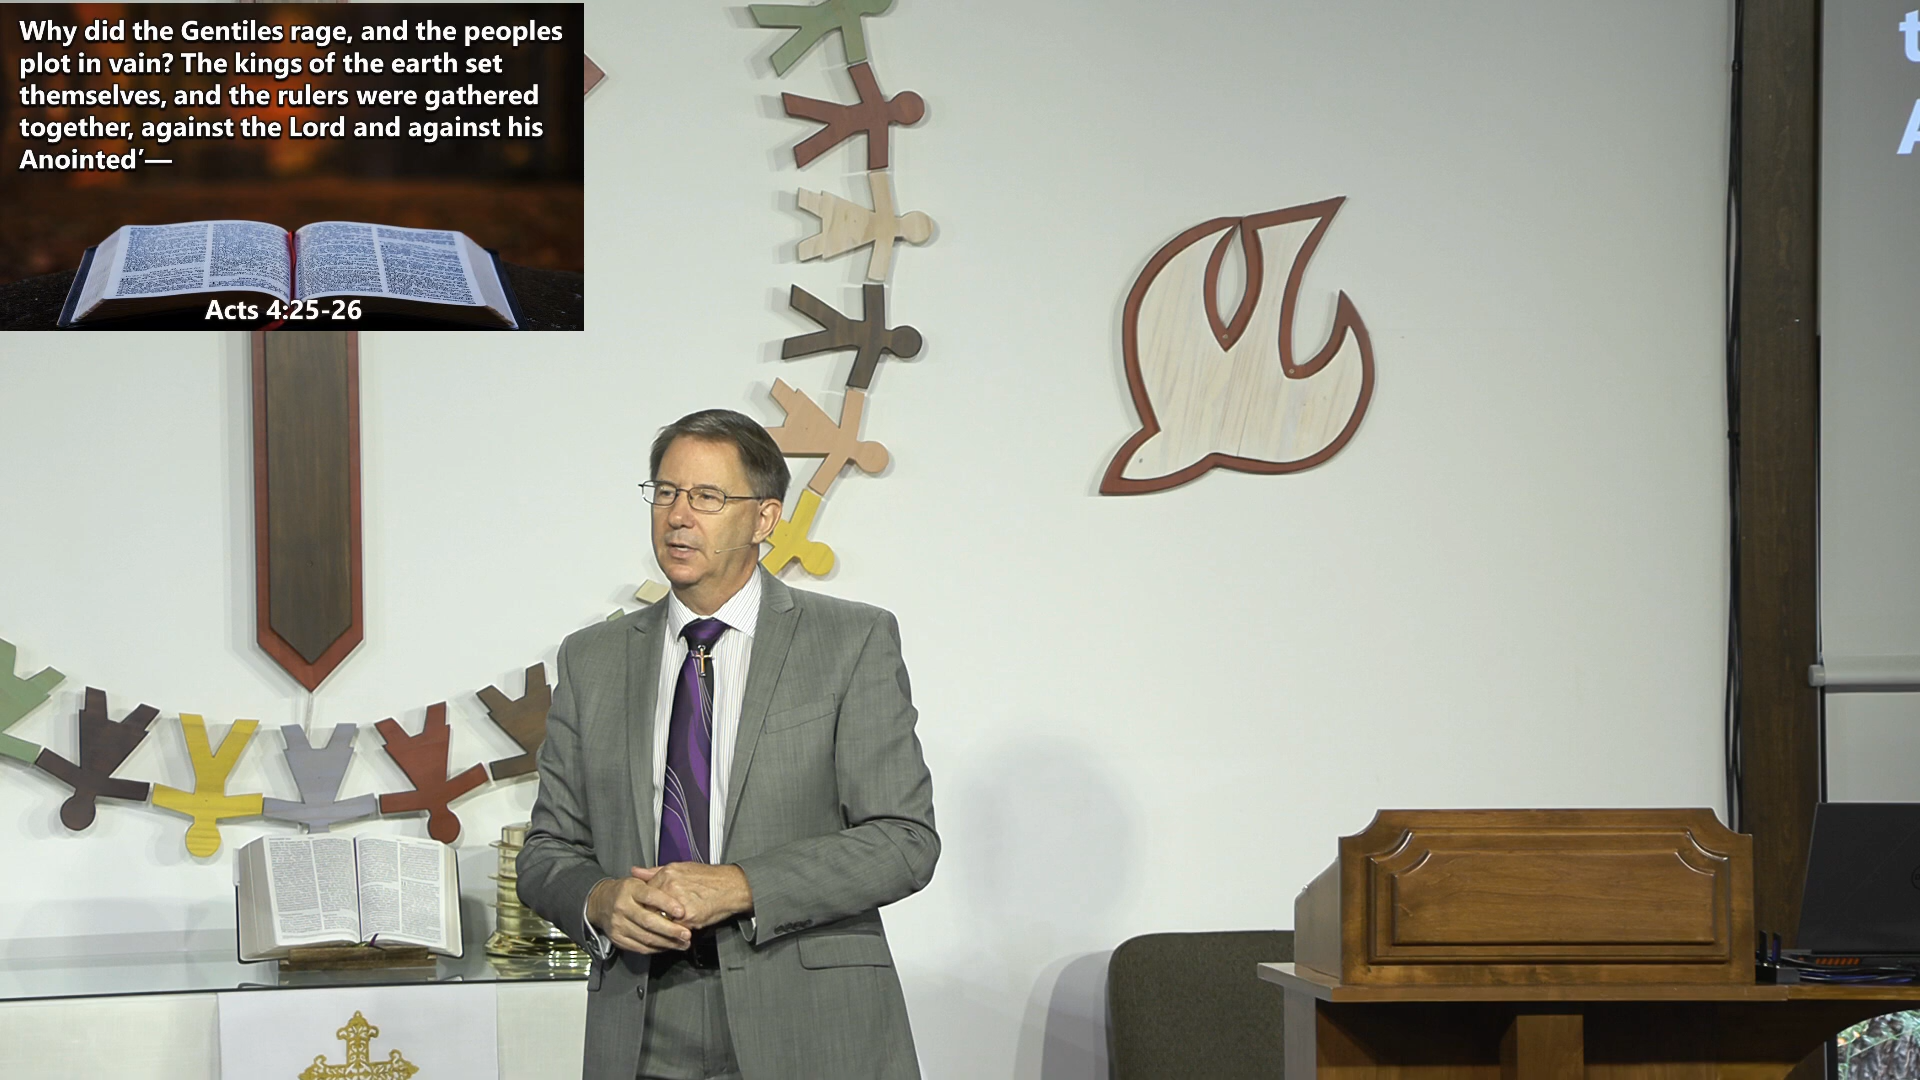 Why did the Gentiles rage, and the peoples
plot in vain? The kings of the earth set
themselves, and the rulers were gathered
together, against the Lord and against his
Anointed’—
Acts 4:25-26